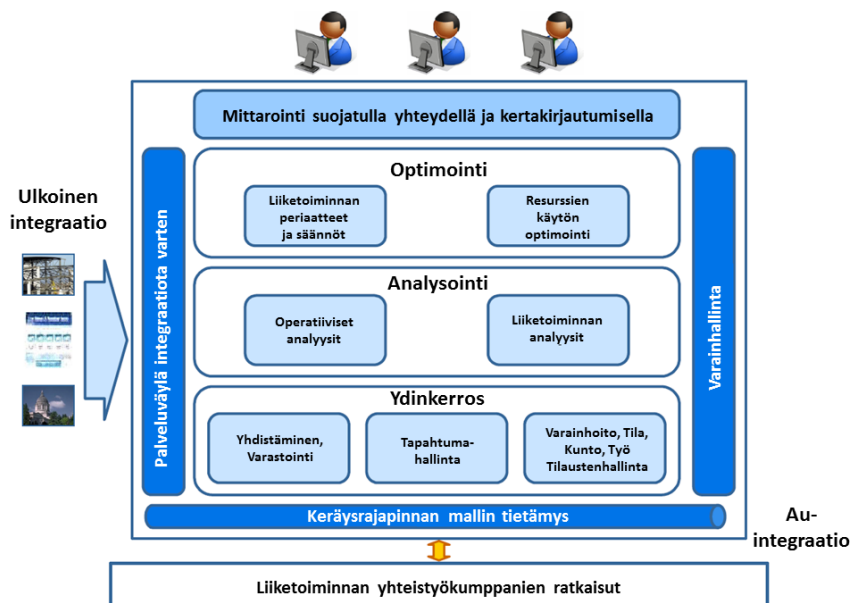 Mittarointi suojatulla yhteydellä ja kertakirjautumisella
Ulkoinen
integraatio
Palveluväylä integraatiota varten
Optimointi
Liiketoiminnan
periaatteet
ja säännöt
Resurssien
käytön
optimointi
Analysointi
Operatiiviset
analyysit
Liiketoiminnan
analyysit
Ydinkerros
Yhdistäminen,
Varastointi
Tapahtuma-
hallinta
Varainhoito, Tila,
Kunto, Työ
Tilaustenhallinta
Varainhallinta
Keräysrajapinnan mallin tietämys
Au-
integraatio
Liiketoiminnan yhteistyökumppanien ratkaisut